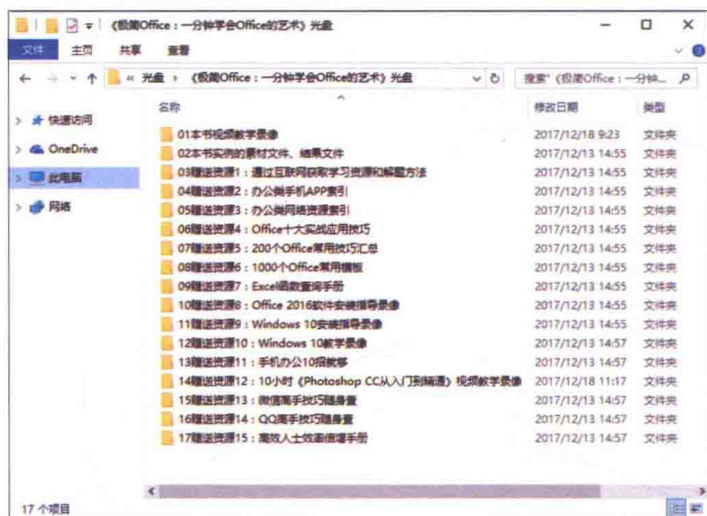 《极简Office：一分钟学会Office的艺术》光盘
文件 主页 共享 查看
« 光盘 › 《极简Office：一分钟学会Office的艺术》光盘 搜索"《极简Office：一分钟...
名称 修改日期 类型
快速访问
OneDrive
此电脑
网络
01本书视频教学录像 2017/12/18 9:23 文件夹
02本书实例的素材文件、结果文件 2017/12/13 14:55 文件夹
03赠送资源1：通过互联网获取学习资源和解题方法 2017/12/13 14:55 文件夹
04赠送资源2：办公类手机APP索引 2017/12/13 14:55 文件夹
05赠送资源3：办公类网络资源索引 2017/12/13 14:55 文件夹
06赠送资源4：Office十大实战应用技巧 2017/12/13 14:55 文件夹
07赠送资源5：200个Office常用技巧汇总 2017/12/13 14:55 文件夹
08赠送资源6：1000个Office常用模板 2017/12/13 14:55 文件夹
09赠送资源7：Excel函数查询手册 2017/12/13 14:55 文件夹
10赠送资源8：Office 2016软件安装指导录像 2017/12/13 14:55 文件夹
11赠送资源9：Windows 10安装指导录像 2017/12/13 14:55 文件夹
12赠送资源10：Windows 10教学录像 2017/12/13 14:57 文件夹
13赠送资源11：手机办公10招就够 2017/12/13 14:57 文件夹
14赠送资源12：10小时《Photoshop CC从入门到精通》视频教学录像 2017/12/18 11:17 文件夹
15赠送资源13：微信高手技巧随身查 2017/12/13 14:57 文件夹
16赠送资源14：QQ高手技巧随身查 2017/12/13 14:57 文件夹
17赠送资源15：高效人士效率倍增手册 2017/12/13 14:57 文件夹
17 个项目